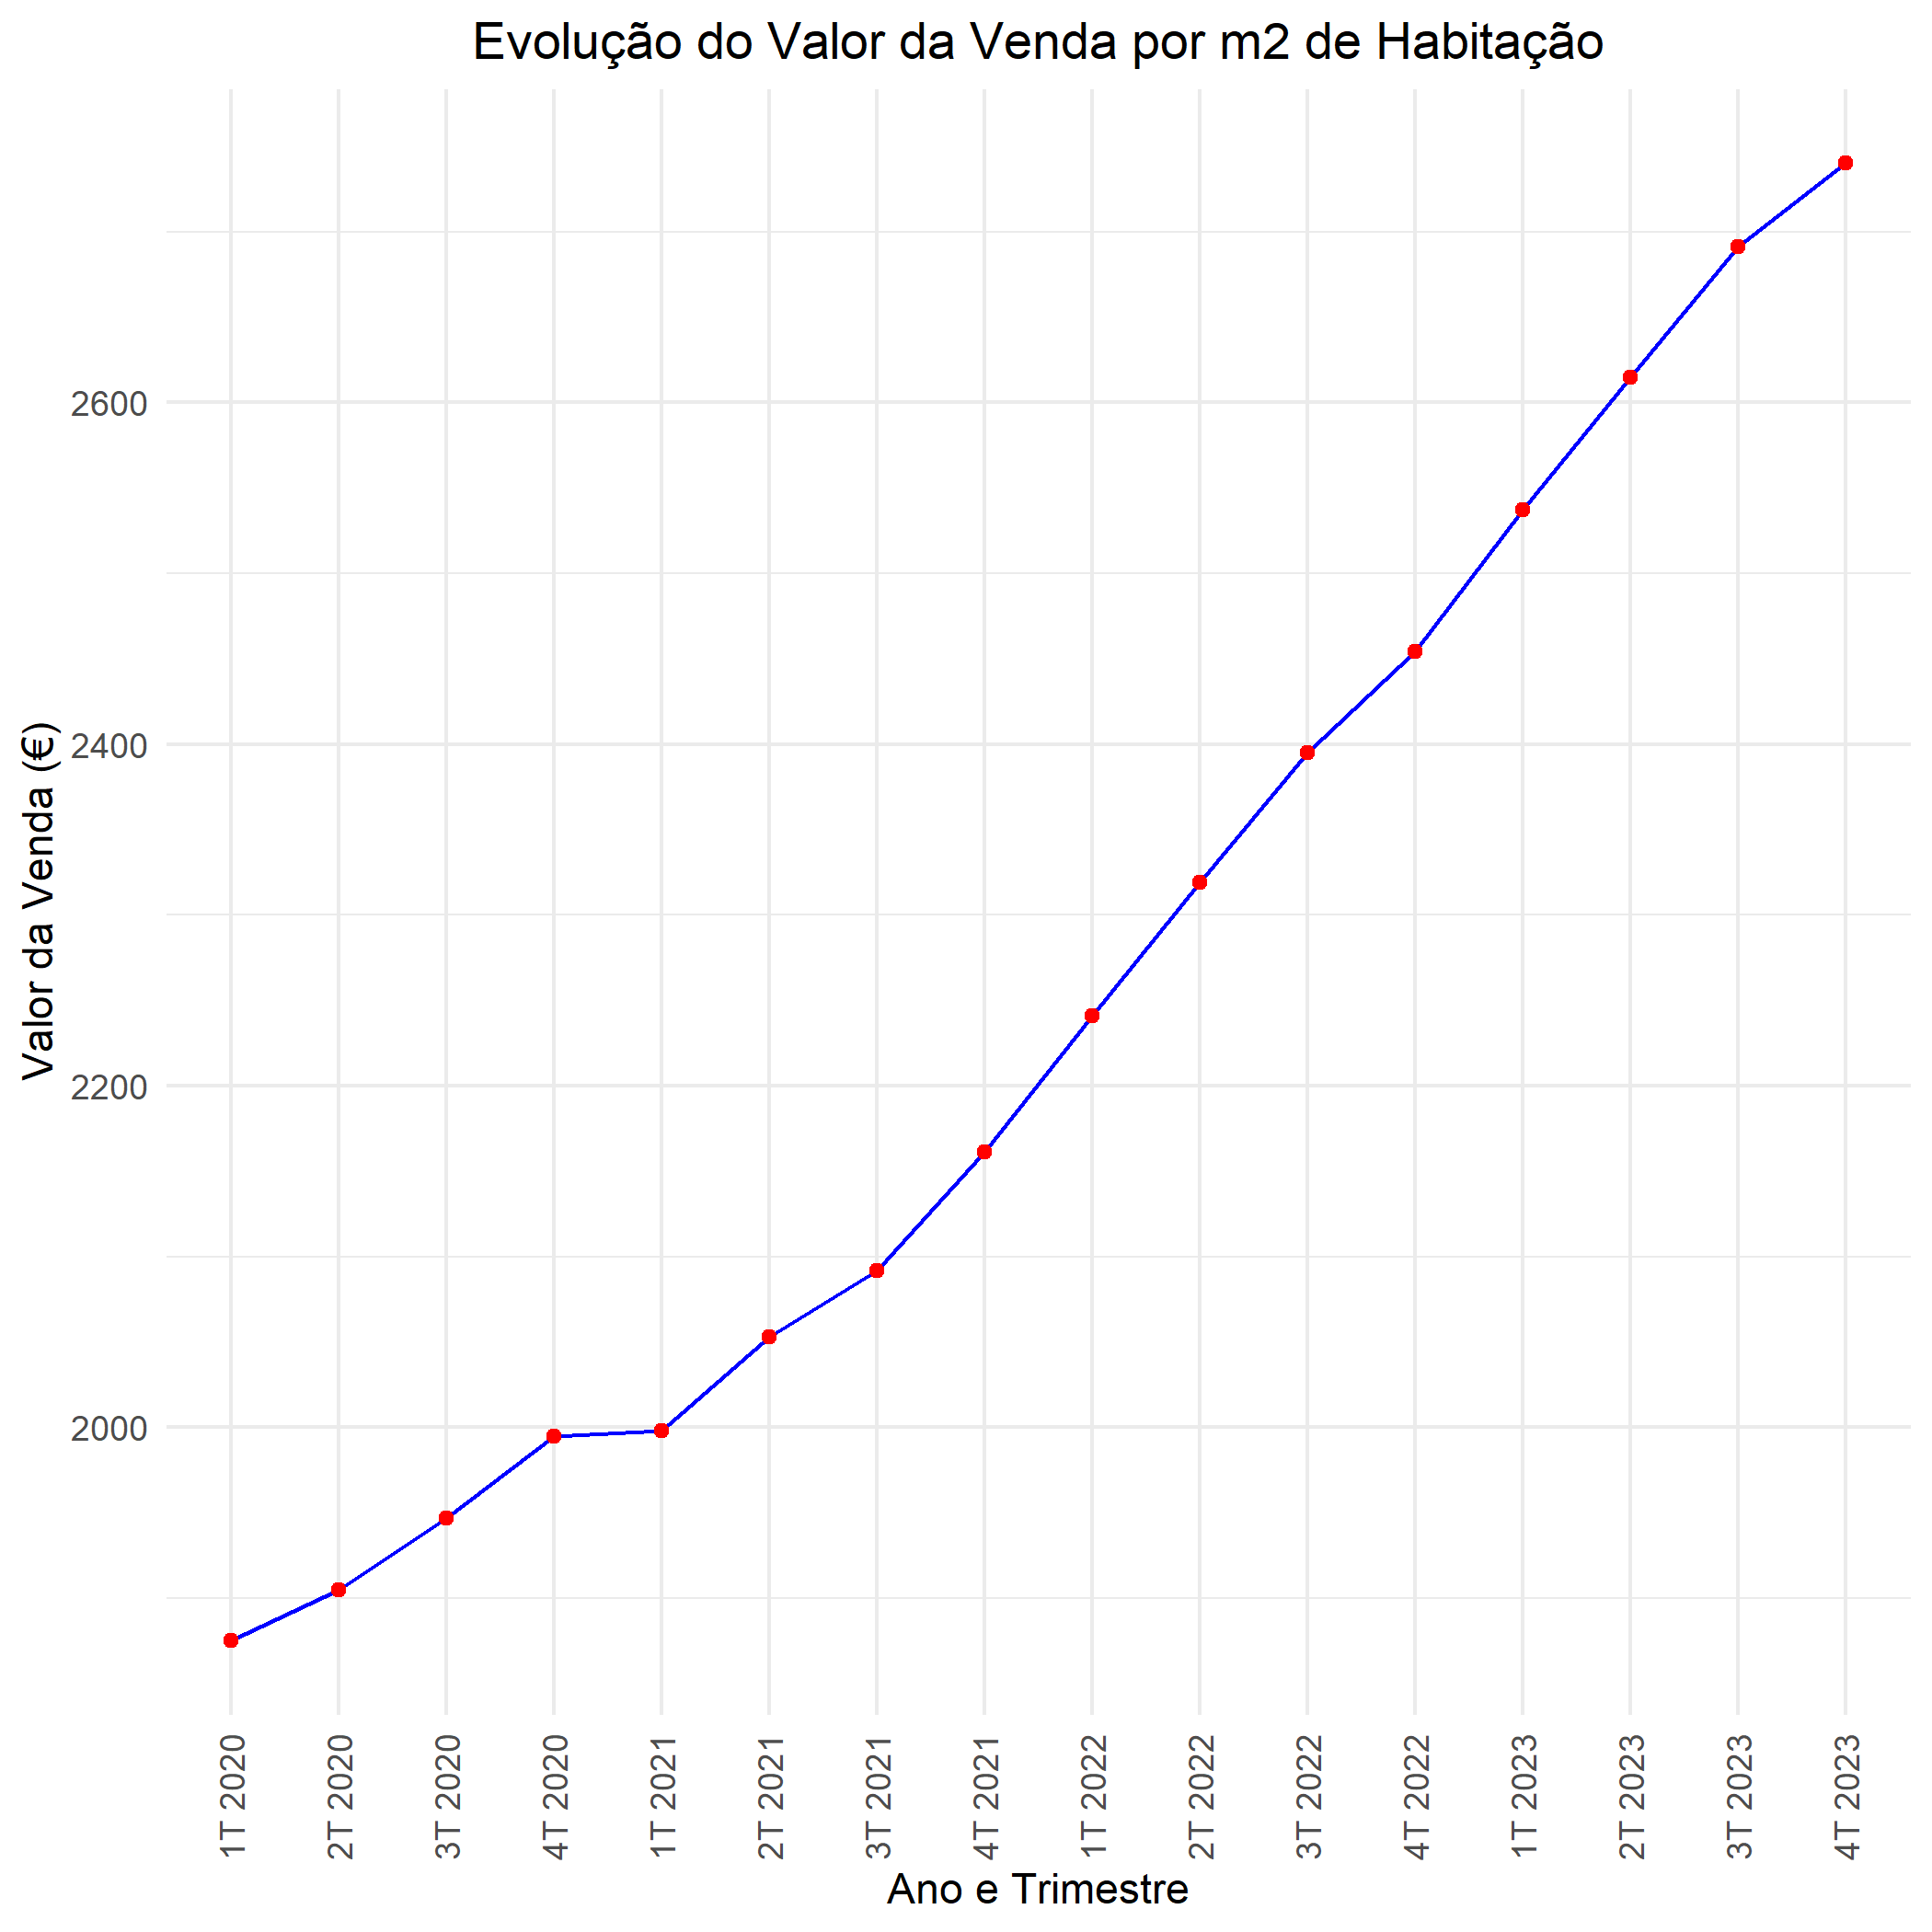 Evolução do Valor da Venda por m2 de Habitação
Valor da Venda (€)
2600
2400
2200
2000
1T 2020
2T 2020
3T 2020
4T 2020
1T 2021
2T 2021
3T 2021
4T 2021
1T 2022
2T 2022
3T 2022
4T 2022
1T 2023
2T 2023
3T 2023
4T 2023
Ano e Trimestre